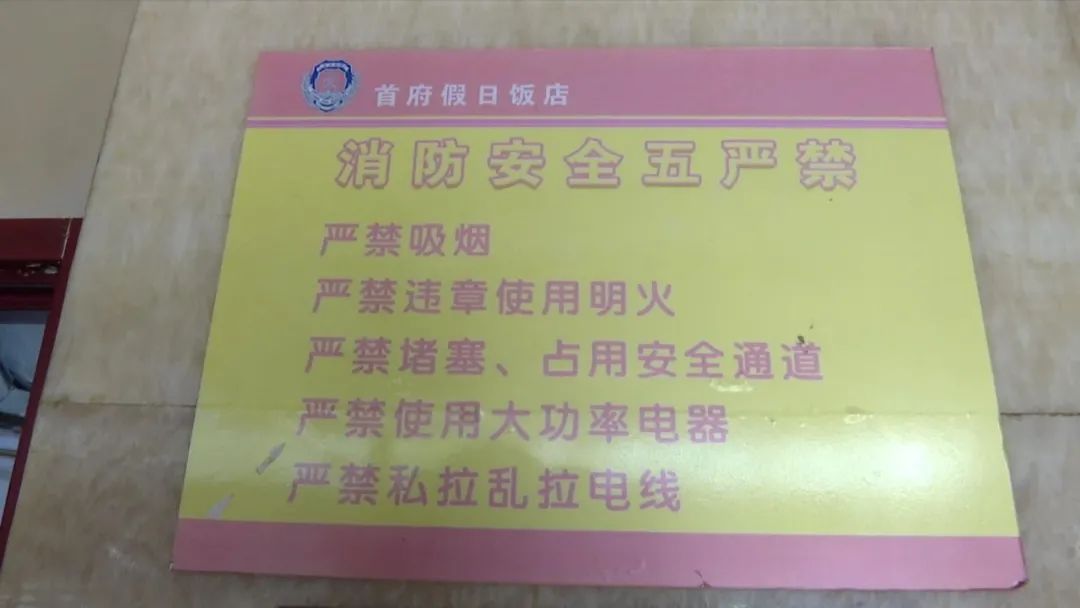 首府假日饭店
消防安全五严禁
严禁吸烟
严禁违章使用明火
严禁堵塞、占用安全通道
严禁使用大功率电器
严禁私拉乱拉电线